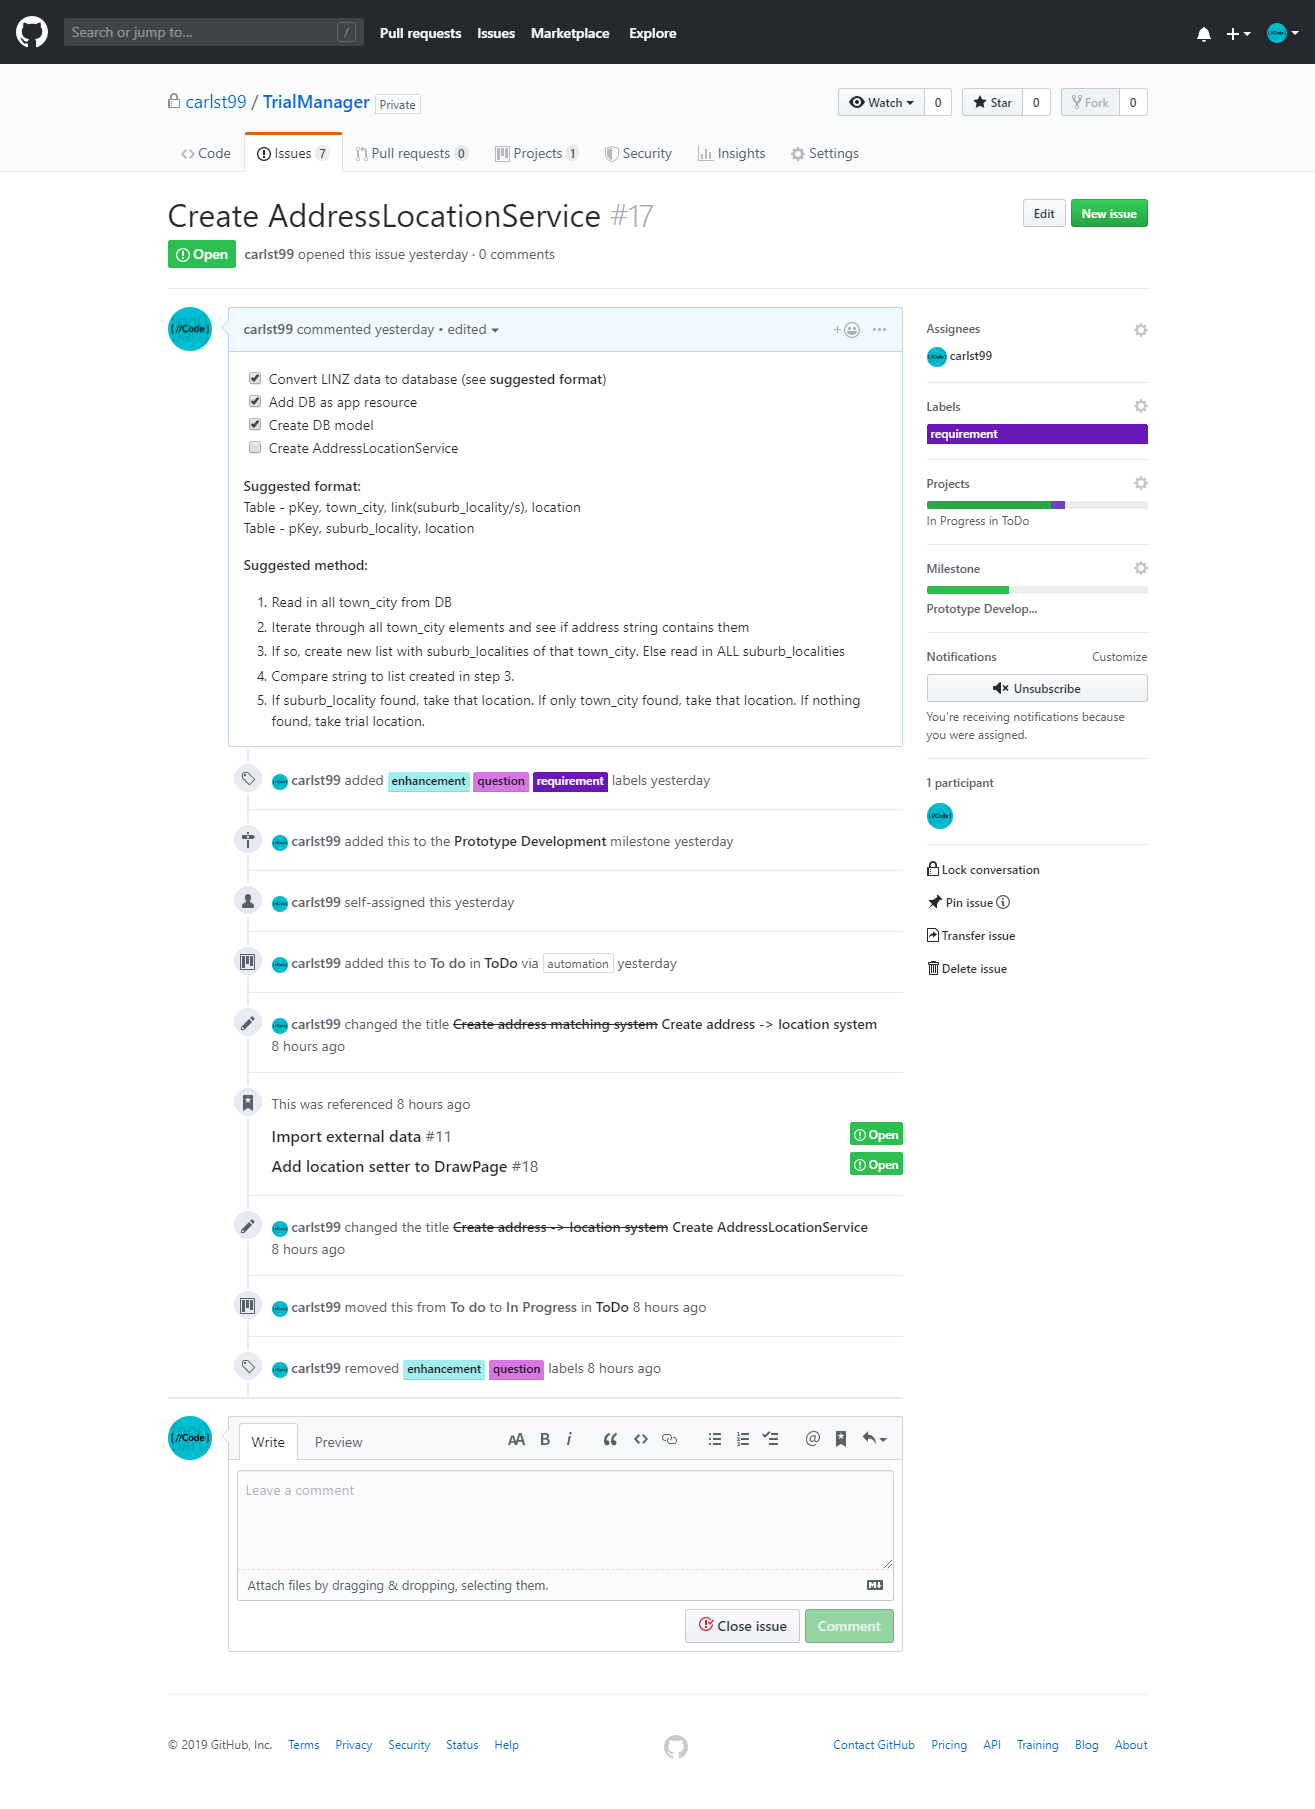 Search or jump to...
/
Pull requests Issues Marketplace Explore
carlst99 / TrialManager Private
Watch 0 Star 0 Fork 0
Code Issues 7 Pull requests 0 Projects 1 Security Insights Settings
Create AddressLocationService #17
Edit New issue
Open carlst99 opened this issue yesterday · 0 comments
carlst99 commented yesterday • edited
Convert LINZ data to database (see suggested format)
Add DB as app resource
Create DB model
Create AddressLocationService
Suggested format:
Table - pKey, town_city, link(suburb_locality/s), location
Table - pKey, suburb_locality, location
Suggested method:
1. Read in all town_city from DB
2. Iterate through all town_city elements and see if address string contains them
3. If so, create new list with suburb_localities of that town_city. Else read in ALL suburb_localities
4. Compare string to list created in step 3.
5. If suburb_locality found, take that location. If only town_city found, take that location. If nothing
found, take trial location.
carlst99 added enhancement question requirement labels yesterday
carlst99 added this to the Prototype Development milestone yesterday
carlst99 self-assigned this yesterday
carlst99 added this to To do in ToDo via automation yesterday
carlst99 changed the title Create address matching system Create address -> location system
8 hours ago
This was referenced 8 hours ago
Import external data #11 Open
Add location setter to DrawPage #18 Open
carlst99 changed the title Create address -> location system Create AddressLocationService
8 hours ago
carlst99 moved this from To do to In Progress in ToDo 8 hours ago
carlst99 removed enhancement question labels 8 hours ago
Assignees
carlst99
Labels
requirement
Projects
In Progress in ToDo
Milestone
Prototype Develop...
Notifications Customize
Unsubscribe
You're receiving notifications because
you were assigned.
1 participant
Lock conversation
Pin issue
Transfer issue
Delete issue
{ //Code }
Write Preview
Leave a comment
Attach files by dragging & dropping, selecting them.
Close issue Comment
© 2019 GitHub, Inc. Terms Privacy Security Status Help
Contact GitHub Pricing API Training Blog About